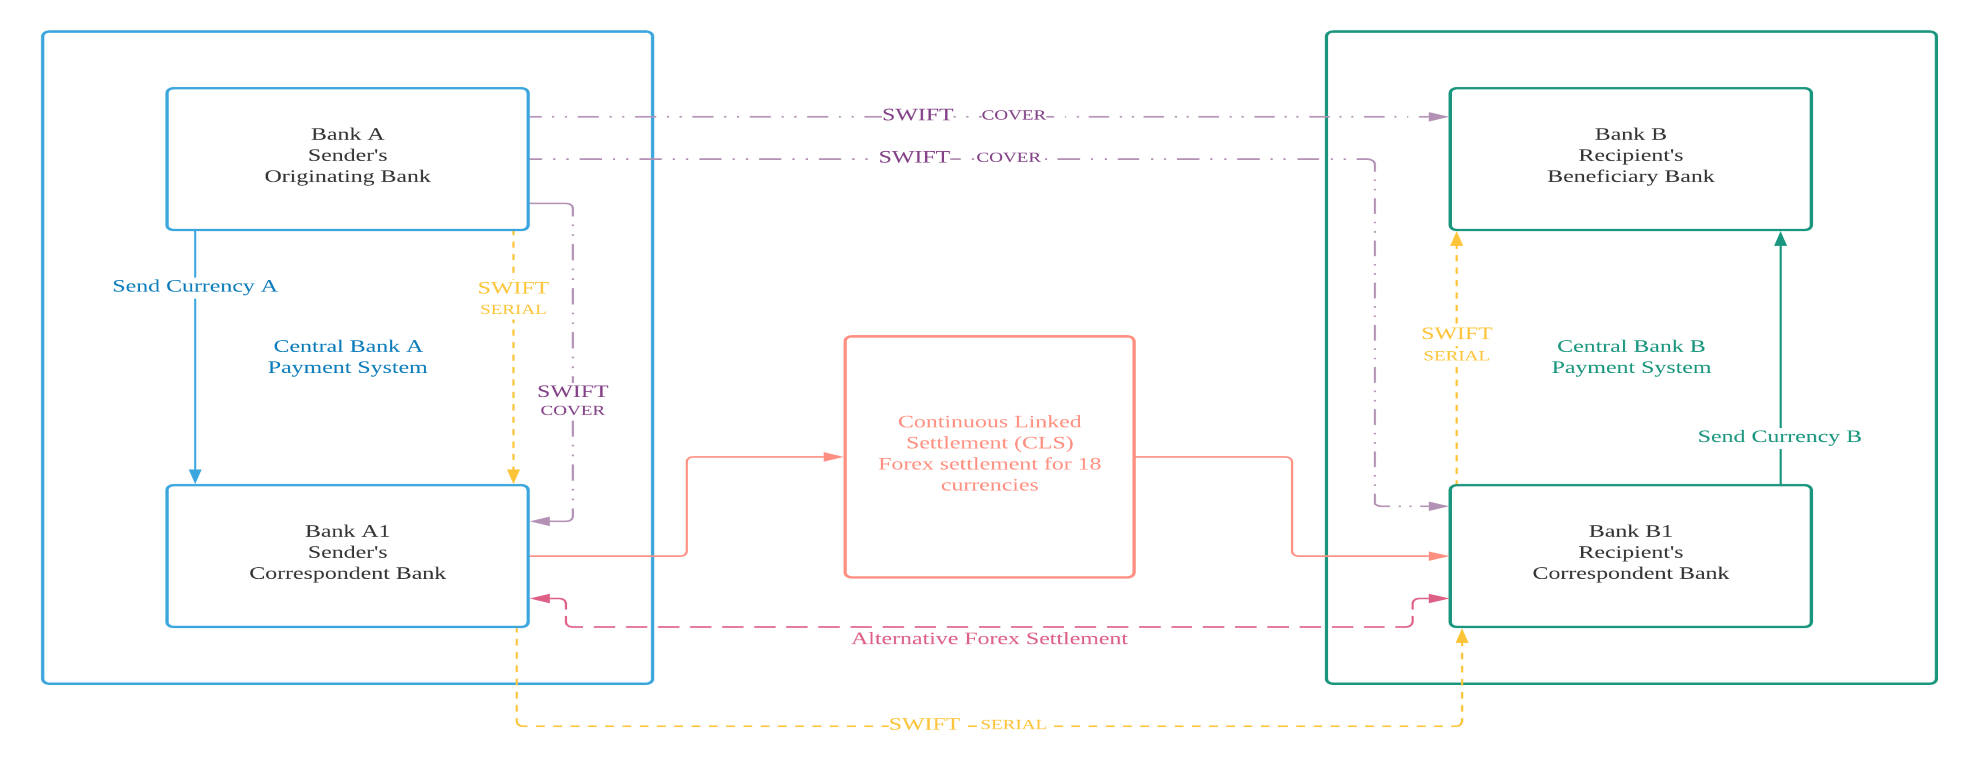 SWIFT COVER
Bank A
Sender's
Originating Bank
Bank B
Recipient's
Beneficiary Bank
SWIFT COVER
Send Currency A
SWIFT
SERIAL
Central Bank A
Payment System
SWIFT
COVER
SWIFT
SERIAL
Central Bank B
Payment System
Send Currency B
Continuous Linked
Settlement (CLS)
Forex settlement for 18
currencies
Bank A1
Sender's
Correspondent Bank
Bank B1
Recipient's
Correspondent Bank
Alternative Forex Settlement
SWIFT SERIAL